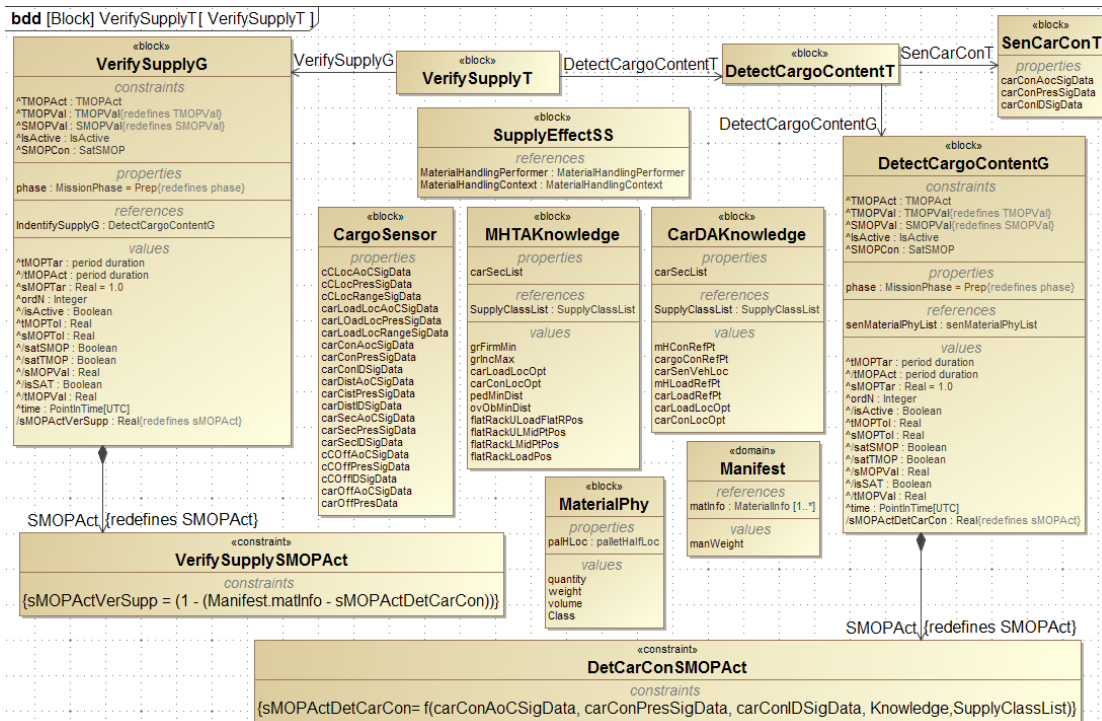 bdd [Block] VerifySupplyT[ VerifySupplyT ]
«block»
VerifySupplyG
constraints
^TMOPAct : TMOPAct
^TMOPVal : TMOPVal{redefines TMOPVal}
^SMOPVal : SMOPVal{redefines SMOPVal}
^IsActive : IsActive
^SMOPCon : SatSMOP
properties
phase : MissionPhase = Prep{redefines phase}
references
IndentifySupplyG : DetectCargoContentG
values
^tMOPTar : period duration
^/tMOPAct : period duration
^sMOPTar : Real = 1.0
^ordN : Integer
^/isActive : Boolean
^tMOPTol : Real
^sMOPTol : Real
^/satSMOP : Boolean
^/satTMOP : Boolean
^/sMOPVal : Real
^/isSAT : Boolean
^/tMOPVal : Real
^time : PointInTime[UTC]
/sMOPActVerSupp : Real{redefines sMOPAct}
VerifySupplyG
«block»
VerifySupplyT
DetectCargoContentT
«block»
DetectCargoContentT
SenCarConT
«block»
SenCarConT
properties
carConAocSigData
carConPresSigData
carConIDSigData
DetectCargoContentG
«block»
SupplyEffectSS
references
MaterialHandlingPerformer : MaterialHandlingPerformer
MaterialHandlingContext : MaterialHandlingContext
«block»
DetectCargoContentG
constraints
^TMOPAct : TMOPAct
^TMOPVal : TMOPVal{redefines TMOPVal}
^SMOPVal : SMOPVal{redefines SMOPVal}
^IsActive : IsActive
^SMOPCon : SatSMOP
properties
phase : MissionPhase = Prep{redefines phase}
references
senMaterialPhyList : senMaterialPhyList
values
^tMOPTar : period duration
^/tMOPAct : period duration
^sMOPTar : Real = 1.0
^ordN : Integer
^/isActive : Boolean
^tMOPTol : Real
^sMOPTol : Real
^/satSMOP : Boolean
^/satTMOP : Boolean
^/sMOPVal : Real
^/isSAT : Boolean
^/tMOPVal : Real
^time : PointInTime[UTC]
/sMOPActDetCarCon : Real{redefines sMOPAct}
«block»
CargoSensor
properties
cCLocAoCSigData
cCLocPresSigData
cCLocRangeSigData
carLoadLocAoCSigData
carLOadLocPresSigData
carLoadLocRangeSigData
carConAocSigData
carConPresSigData
carConIDSigData
carDistAoCSigData
carCistPresSigData
carDistIDSigData
carSecAoCSigData
carSecPresSigData
carSecIDSigData
cCOffAoCSigData
cCOffPresSigData
cCOffIDSigData
carOffAoCSigData
carOffPresData
«block»
MHTAKnowledge
properties
carSecList
references
SupplyClassList : SupplyClassList
values
grFirmMin
grIncMax
carLoadLocOpt
carConLocOpt
pedMinDist
ovObMinDist
flatRackULoadFlatRPos
flatRackULMidPtPos
flatRackLMidPtPos
flatRackLoadPos
«block»
CarDAKnowledge
properties
carSecList
references
SupplyClassList : SupplyClassList
values
mHConRefPt
cargoConRefPt
carSenVehLoc
mHLoadRefPt
carLoadRefPt
carLoadLocOpt
carConLocOpt
«domain»
Manifest
references
matInfo : MaterialInfo [1..*]
values
manWeight
«block»
MaterialPhy
properties
palHLoc : palletHalfLoc
values
quantity
weight
volume
Class
SMOPAct {redefines SMOPAct}
«constraint»
VerifySupplySMOPAct
constraints
{sMOPActVerSupp = (1 - (Manifest.matInfo - sMOPActDetCarCon))}
SMOPAct {redefines SMOPAct}
«constraint»
DetCarConSMOPAct
constraints
{sMOPActDetCarCon= f(carConAoCSigData, carConPresSigData, carConIDSigData, Knowledge,SupplyClassList)}